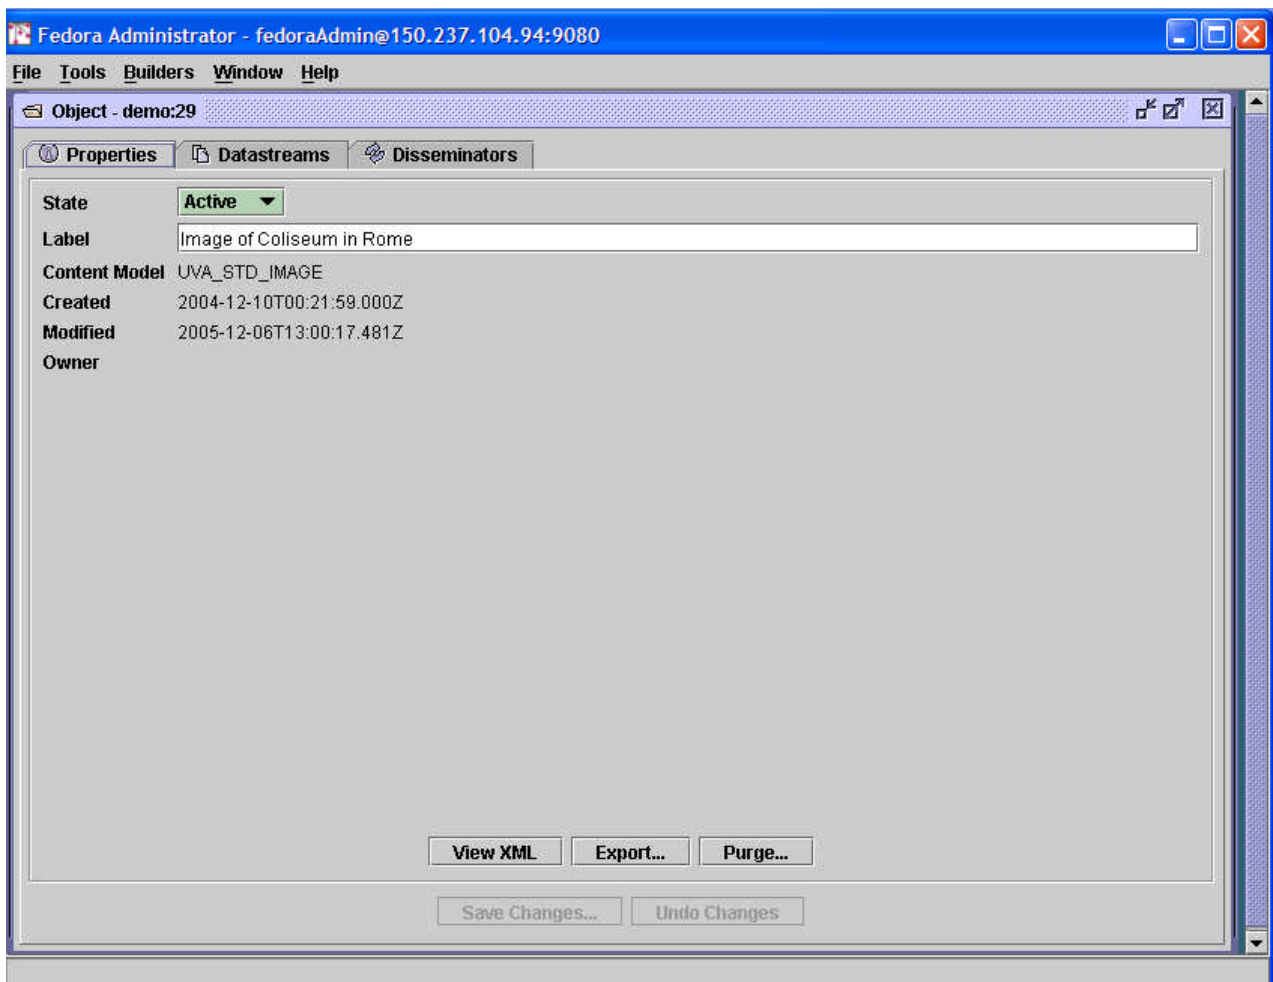 Fedora Administrator - fedoraAdmin@150.237.104.94:9080
File Tools Builders Window Help
Object - demo:29
Properties Datastreams Disseminators
State Active
Label Image of Coliseum in Rome
Content Model UVA_STD_IMAGE
Created 2004-12-10T00:21:59.000Z
Modified 2005-12-06T13:00:17.481Z
Owner
View XML Export... Purge...
Save Changes... Undo Changes